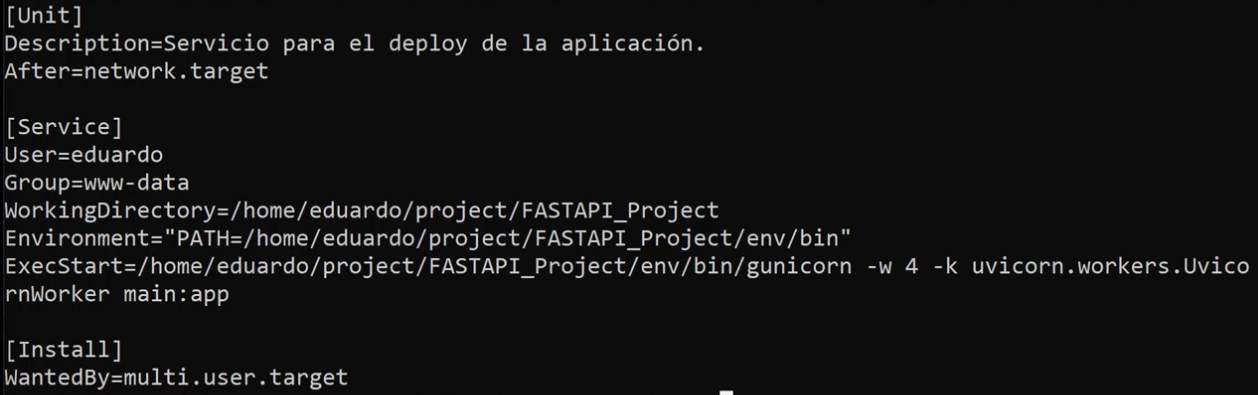 [Unit]
Description=Servicio para el deploy de la aplicación.
After=network.target
[Service]
User=eduardo
Group=www-data
WorkingDirectory=/home/eduardo/project/FASTAPI_Project
Environment="PATH=/home/eduardo/project/FASTAPI_Project/env/bin"
ExecStart=/home/eduardo/project/FASTAPI_Project/env/bin/gunicorn -w 4 -k uvicorn.workers.Uvico
rnWorker main:app
[Install]
WantedBy=multi.user.target